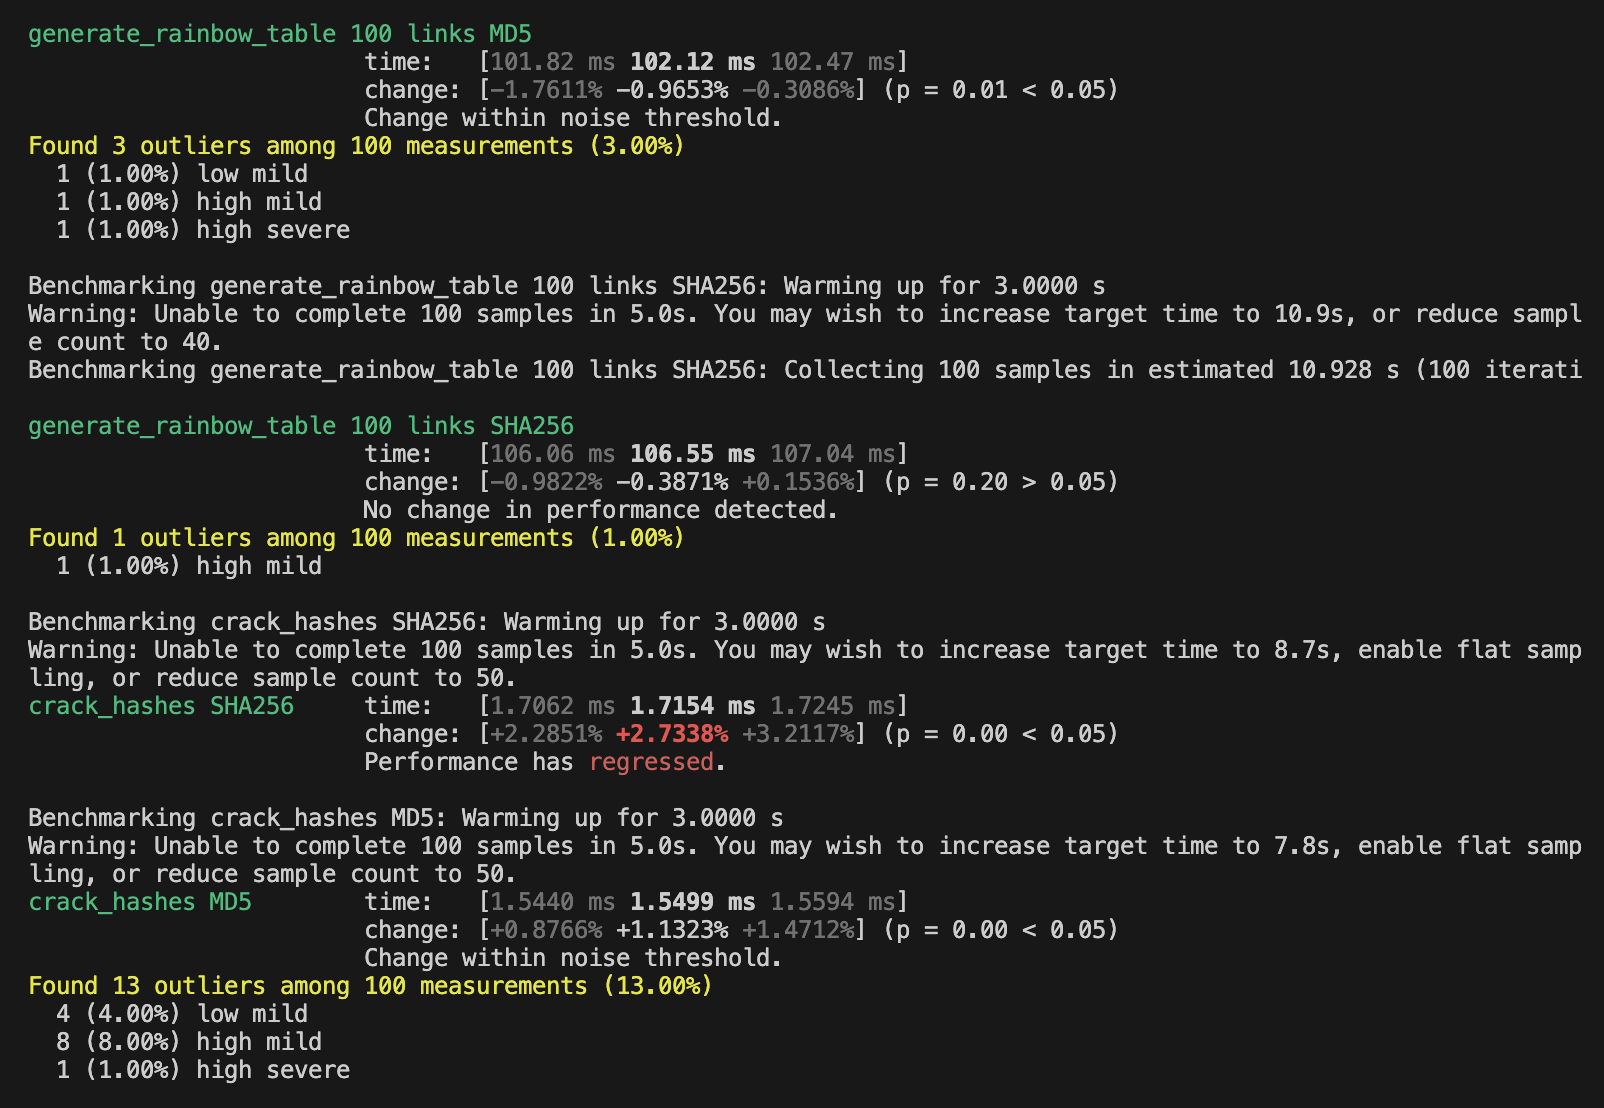 generate_rainbow_table 100 links MD5
time: [101.82 ms 102.12 ms 102.47 ms]
change: [−1.7611% −0.9653% −0.3086%] (p = 0.01 < 0.05)
Change within noise threshold.
Found 3 outliers among 100 measurements (3.00%)
1 (1.00%) low mild
1 (1.00%) high mild
1 (1.00%) high severe
Benchmarking generate_rainbow_table 100 links SHA256: Warming up for 3.0000 s
Warning: Unable to complete 100 samples in 5.0s. You may wish to increase target time to 10.9s, or reduce sampl
e count to 40.
Benchmarking generate_rainbow_table 100 links SHA256: Collecting 100 samples in estimated 10.928 s (100 iterati
generate_rainbow_table 100 links SHA256
time: [106.06 ms 106.55 ms 107.04 ms]
change: [−0.9822% −0.3871% +0.1536%] (p = 0.20 > 0.05)
No change in performance detected.
Found 1 outliers among 100 measurements (1.00%)
1 (1.00%) high mild
Benchmarking crack_hashes SHA256: Warming up for 3.0000 s
Warning: Unable to complete 100 samples in 5.0s. You may wish to increase target time to 8.7s, enable flat samp
ling, or reduce sample count to 50.
crack_hashes SHA256 time: [1.7062 ms 1.7154 ms 1.7245 ms]
change: [+2.2851% +2.7338% +3.2117%] (p = 0.00 < 0.05)
Performance has regressed.
Benchmarking crack_hashes MD5: Warming up for 3.0000 s
Warning: Unable to complete 100 samples in 5.0s. You may wish to increase target time to 7.8s, enable flat samp
ling, or reduce sample count to 50.
crack_hashes MD5 time: [1.5440 ms 1.5499 ms 1.5594 ms]
change: [+0.8766% +1.1323% +1.4712%] (p = 0.00 < 0.05)
Change within noise threshold.
Found 13 outliers among 100 measurements (13.00%)
4 (4.00%) low mild
8 (8.00%) high mild
1 (1.00%) high severe